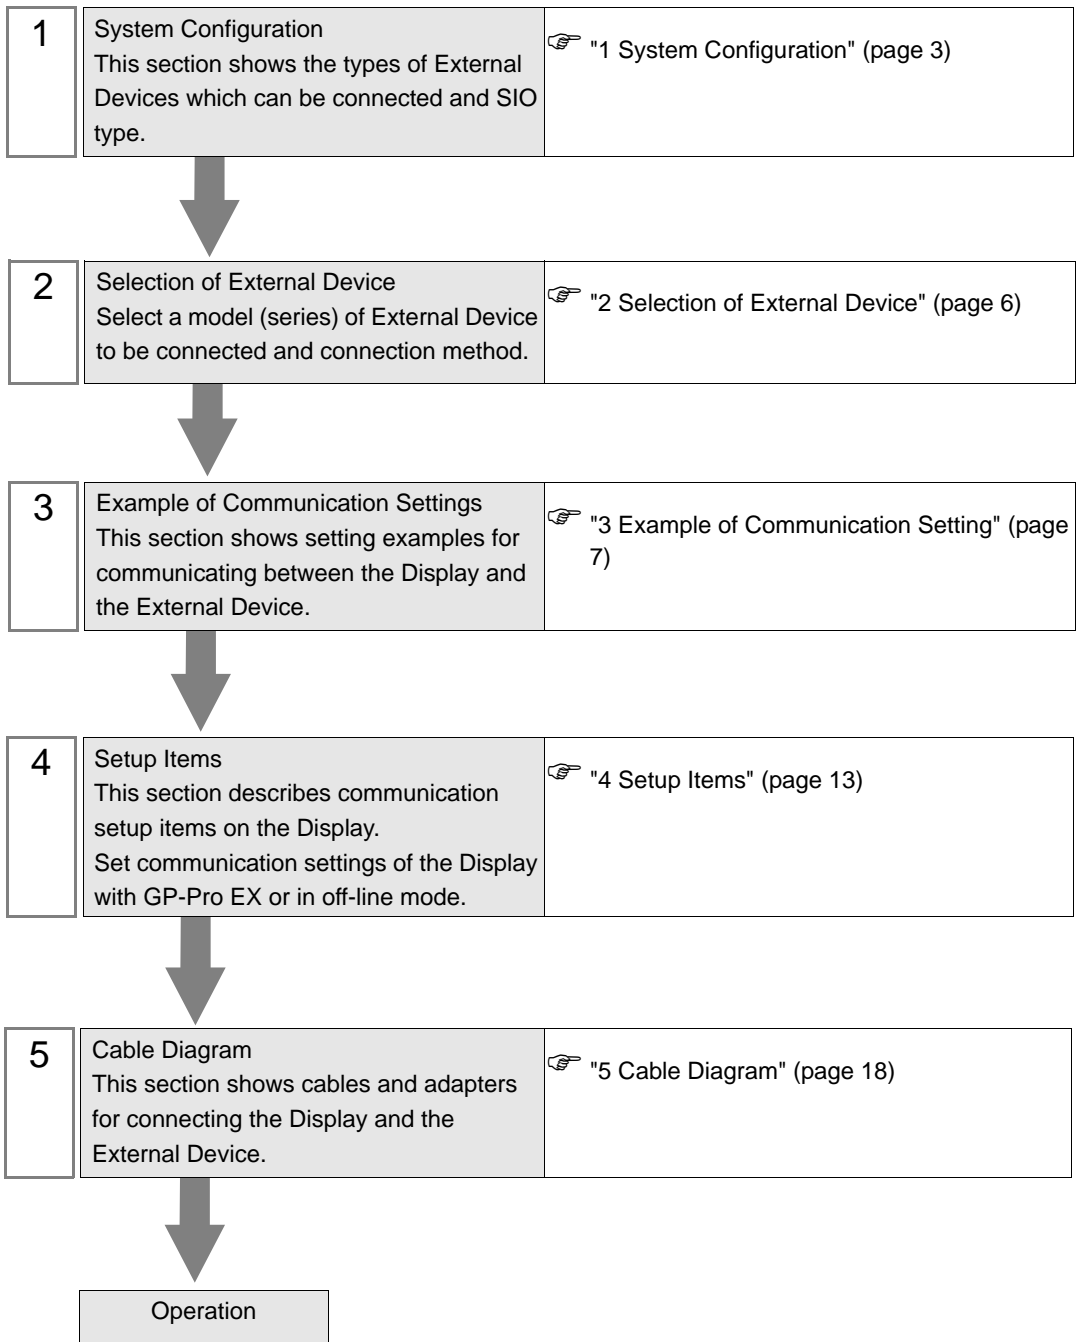 1
System Configuration
This section shows the types of External
Devices which can be connected and SIO
type.
"1 System Configuration" (page 3)
2
Selection of External Device
Select a model (series) of External Device
to be connected and connection method.
"2 Selection of External Device" (page 6)
3
Example of Communication Settings
This section shows setting examples for
communicating between the Display and
the External Device.
"3 Example of Communication Setting" (page
7)
4
Setup Items
This section describes communication
setup items on the Display.
Set communication settings of the Display
with GP-Pro EX or in off-line mode.
"4 Setup Items" (page 13)
5
Cable Diagram
This section shows cables and adapters
for connecting the Display and the
External Device.
"5 Cable Diagram" (page 18)
Operation